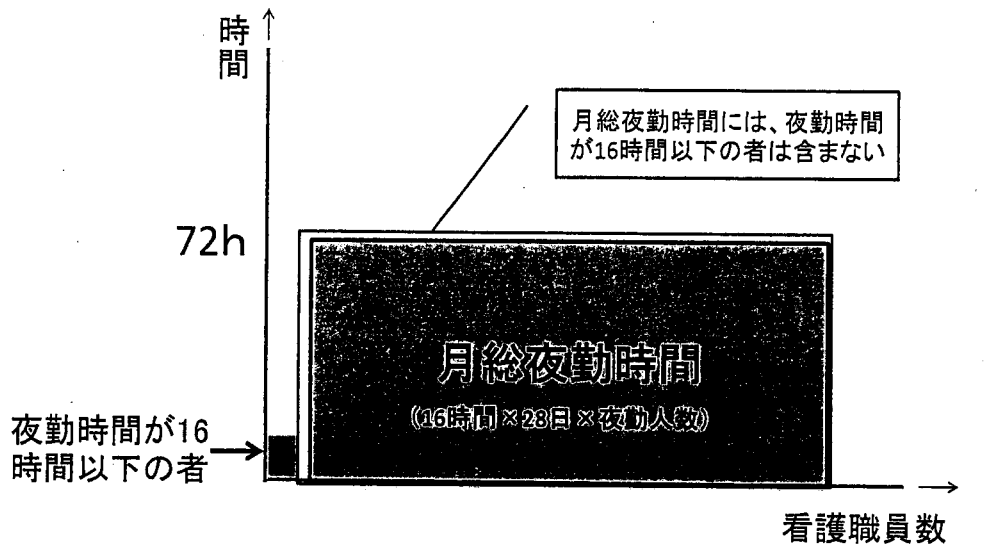 時間
月総夜勤時間には、夜勤時間
が16時間以下の者は含まない
72h
月総夜勤時間
（16時間×28日×夜勤人数）
夜勤時間が16
時間以下の者
看護職員数